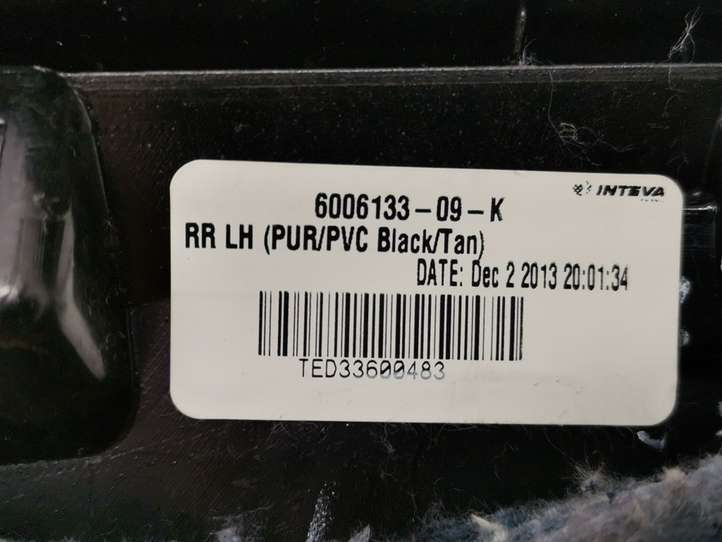 INTEVA
6006133-09-K
RR LH (PUR/PVC Black/Tan)
DATE: Dec 2 2013 20:01:34
TED33600483